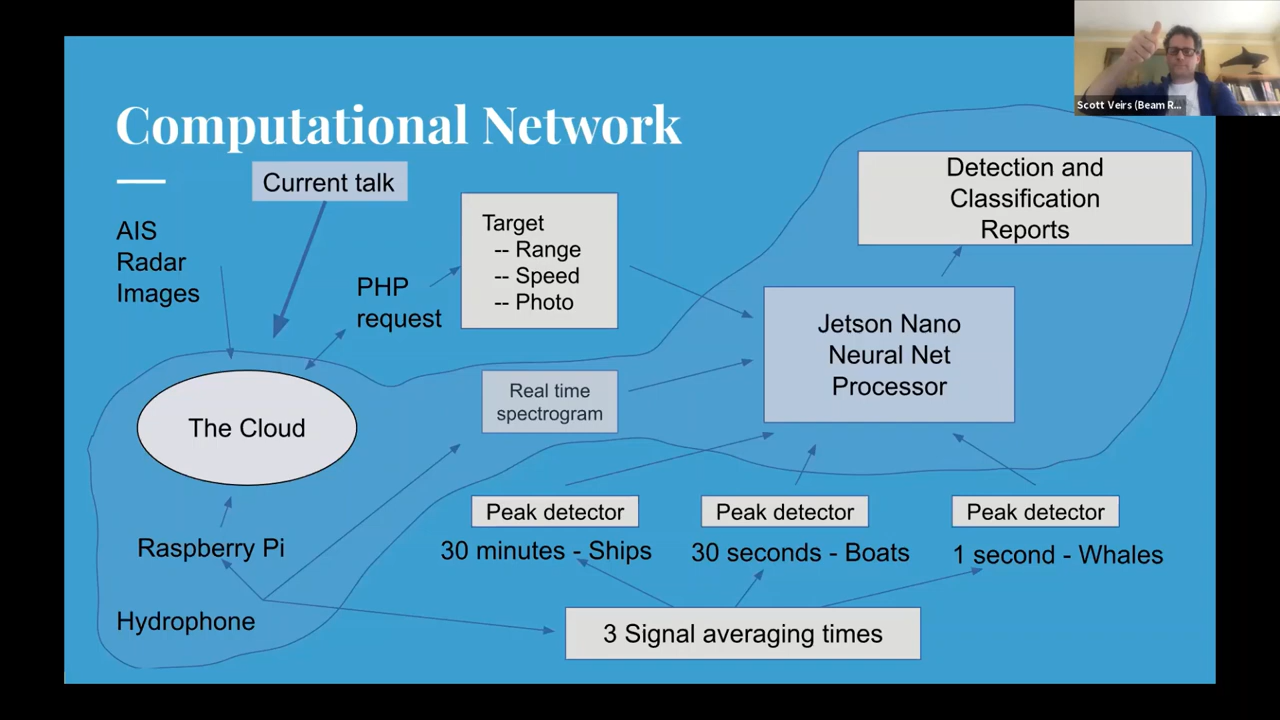 Scott Veirs (Beam R...
Computational Network
Current talk
AIS
Radar
Images
PHP
request
Target
-- Range
-- Speed
-- Photo
Detection and
Classification
Reports
Jetson Nano
Neural Net
Processor
Real time
spectrogram
The Cloud
Raspberry Pi
Hydrophone
Peak detector
30 minutes - Ships
Peak detector
30 seconds - Boats
Peak detector
1 second - Whales
3 Signal averaging times